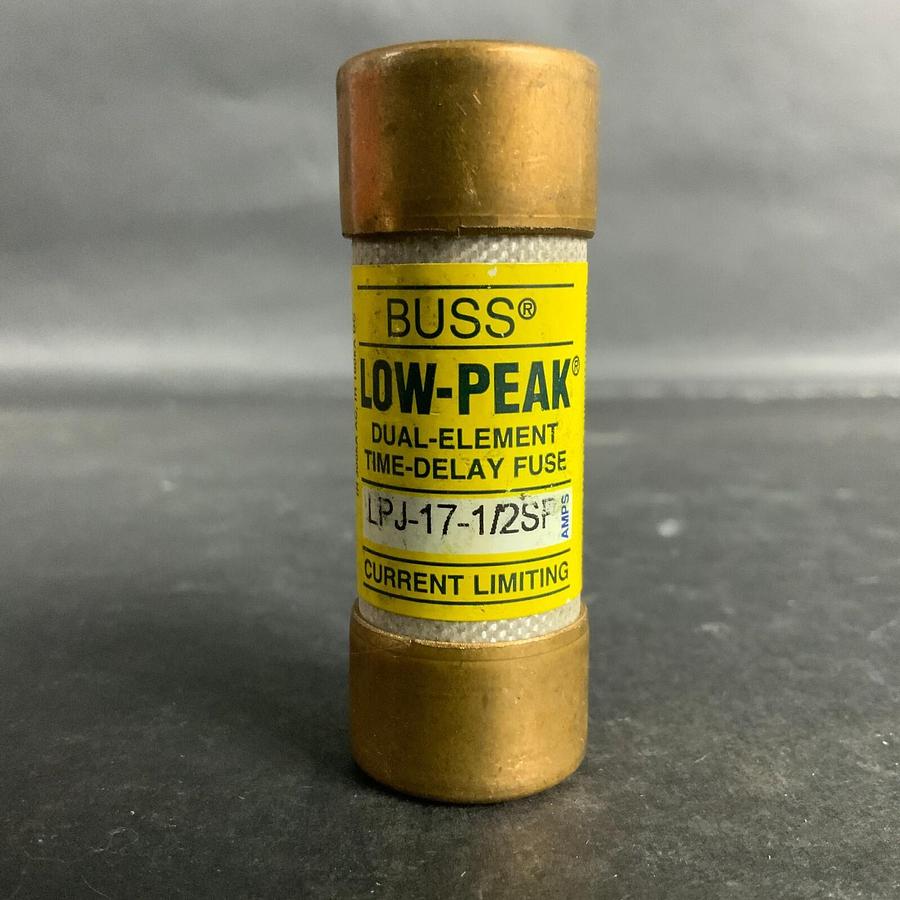 BUSS®
LOW-PEAK®
DUAL-ELEMENT
TIME-DELAY FUSE
LPJ-17-1/2SP AMPS
CURRENT LIMITING